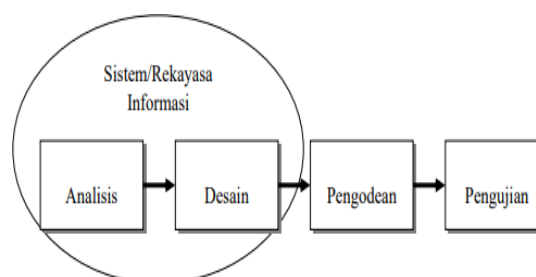 Sistem/Rekayasa
Informasi
Analisis
Desain
Pengodean
Pengujian